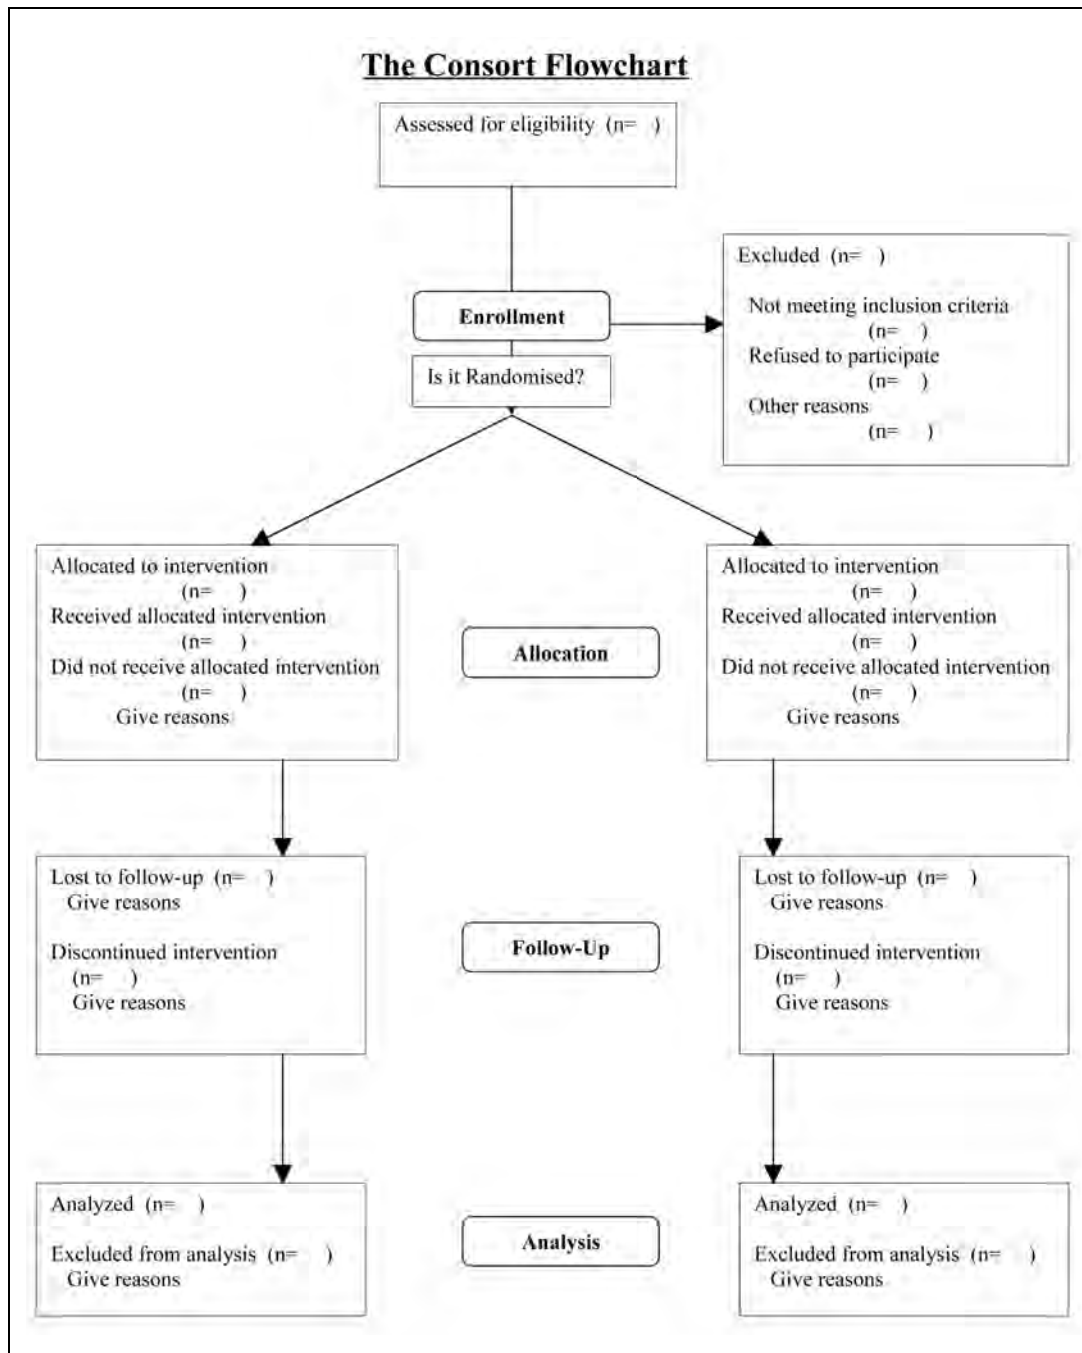 The Consort Flowchart
Assessed for eligibility (n= )
Excluded (n= )
Not meeting inclusion criteria
(n= )
Refused to participate
(n= )
Other reasons
(n= )
Enrollment
Is it Randomised?
Allocated to intervention
(n= )
Received allocated intervention
(n= )
Did not receive allocated intervention
(n= )
Give reasons
Allocation
Allocated to intervention
(n= )
Received allocated intervention
(n= )
Did not receive allocated intervention
(n= )
Give reasons
Lost to follow-up (n= )
Give reasons
Discontinued intervention
(n= )
Give reasons
Follow-Up
Lost to follow-up (n= )
Give reasons
Discontinued intervention
(n= )
Give reasons
Analyzed (n= )
Excluded from analysis (n= )
Give reasons
Analysis
Analyzed (n= )
Excluded from analysis (n= )
Give reasons